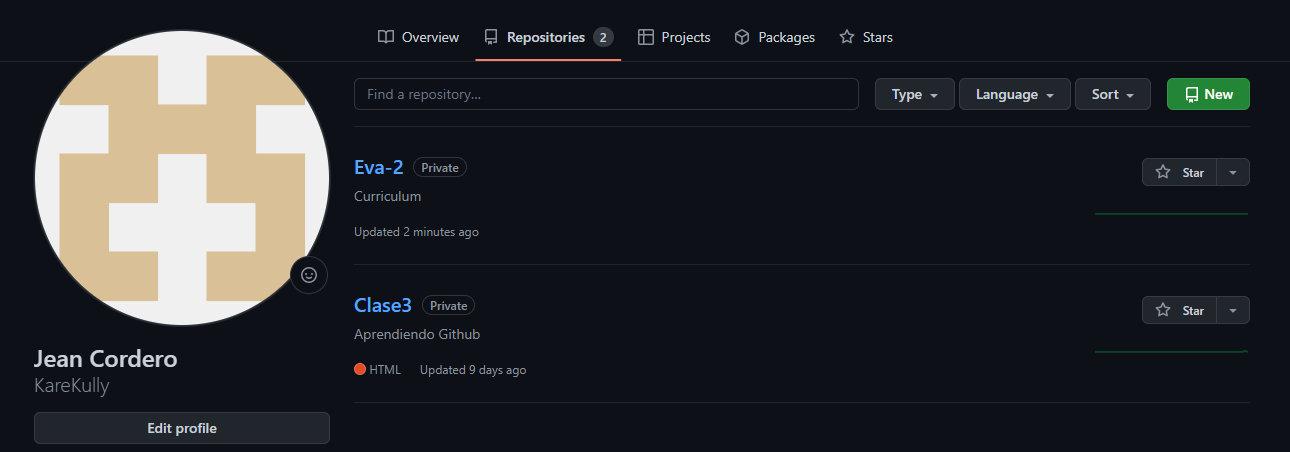 Overview Repositories 2 Projects Packages Stars
Find a repository... Type Language Sort New
Eva-2 Private Star
Curriculum
Updated 2 minutes ago
Clase3 Private Star
Aprendiendo Github
HTML Updated 9 days ago
Jean Cordero
KareKully
Edit profile